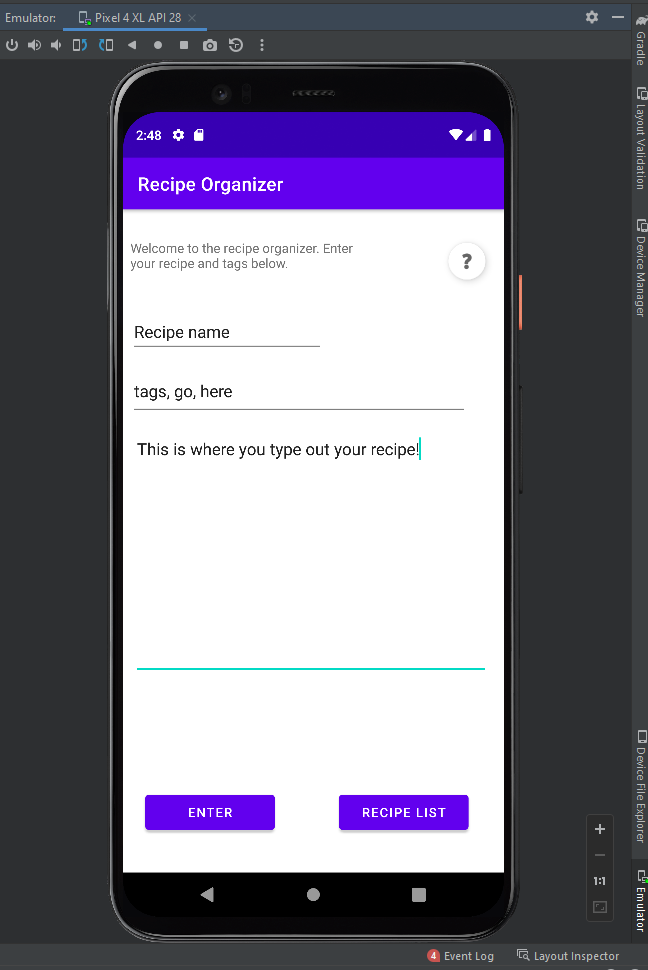 Emulator: Pixel 4 XL API 28
2:48
Recipe Organizer
Welcome to the recipe organizer. Enter
your recipe and tags below.
?
Recipe name
tags, go, here
This is where you type out your recipe!
ENTER RECIPE LIST
1:1
Gradle
Layout Validation
Device Manager
Device File Explorer
Emulator
4 Event Log Layout Inspector